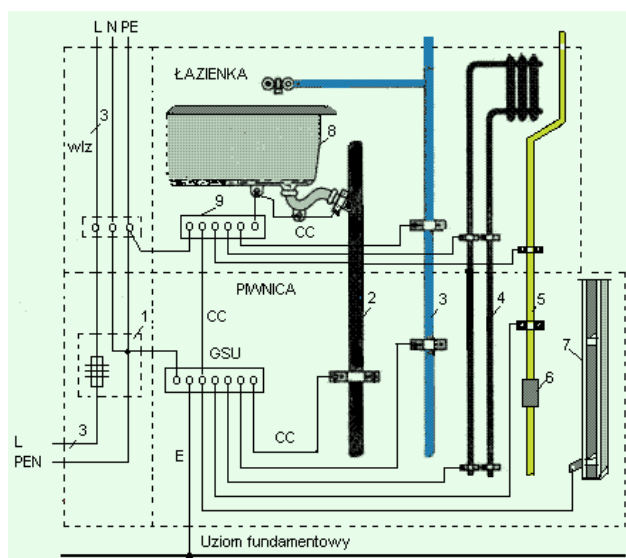 L N PE
ŁAZIENKA
3
wlz
8
9
CC
PIWNICA
1
CC
2
3
4
5
GSU
7
6
L
3
CC
PEN
E
Uziom fundamentowy